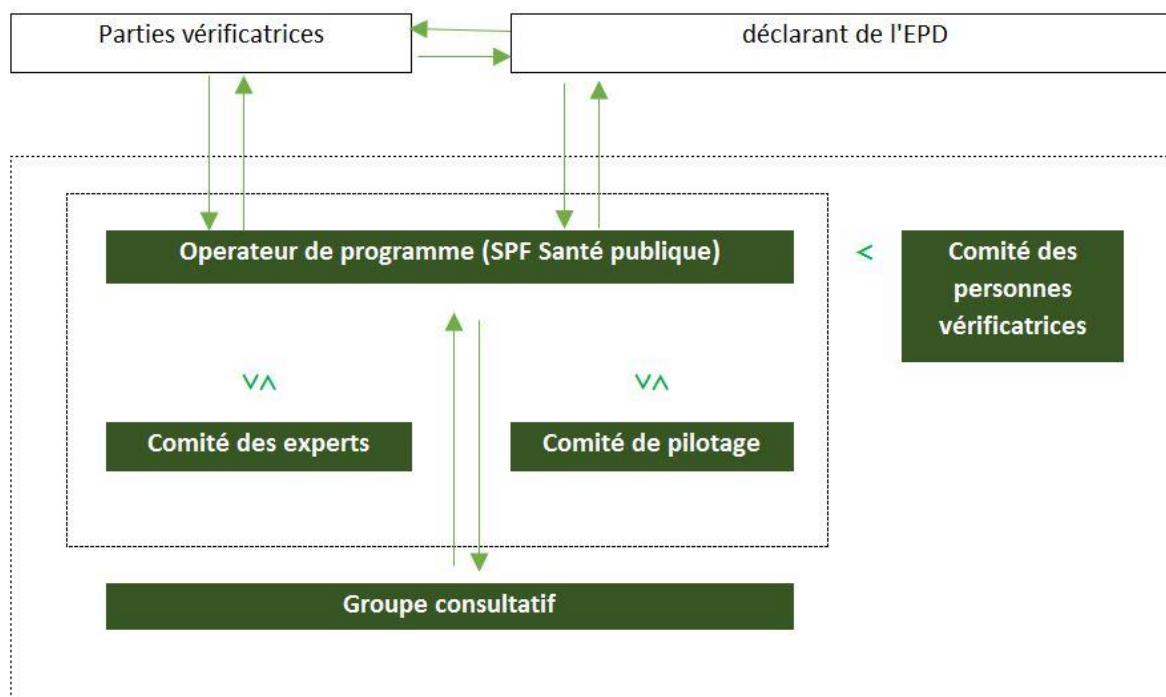 Parties vérificatrices
déclarant de l'EPD
Operateur de programme (SPF Santé publique)
<
Comité des
personnes
vérificatrices
∨∧
∨∧
Comité des experts
Comité de pilotage
Groupe consultatif